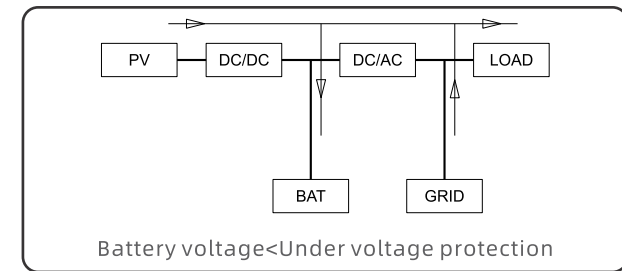 PV DC/DC DC/AC LOAD
BAT GRID
Battery voltage<Under voltage protection